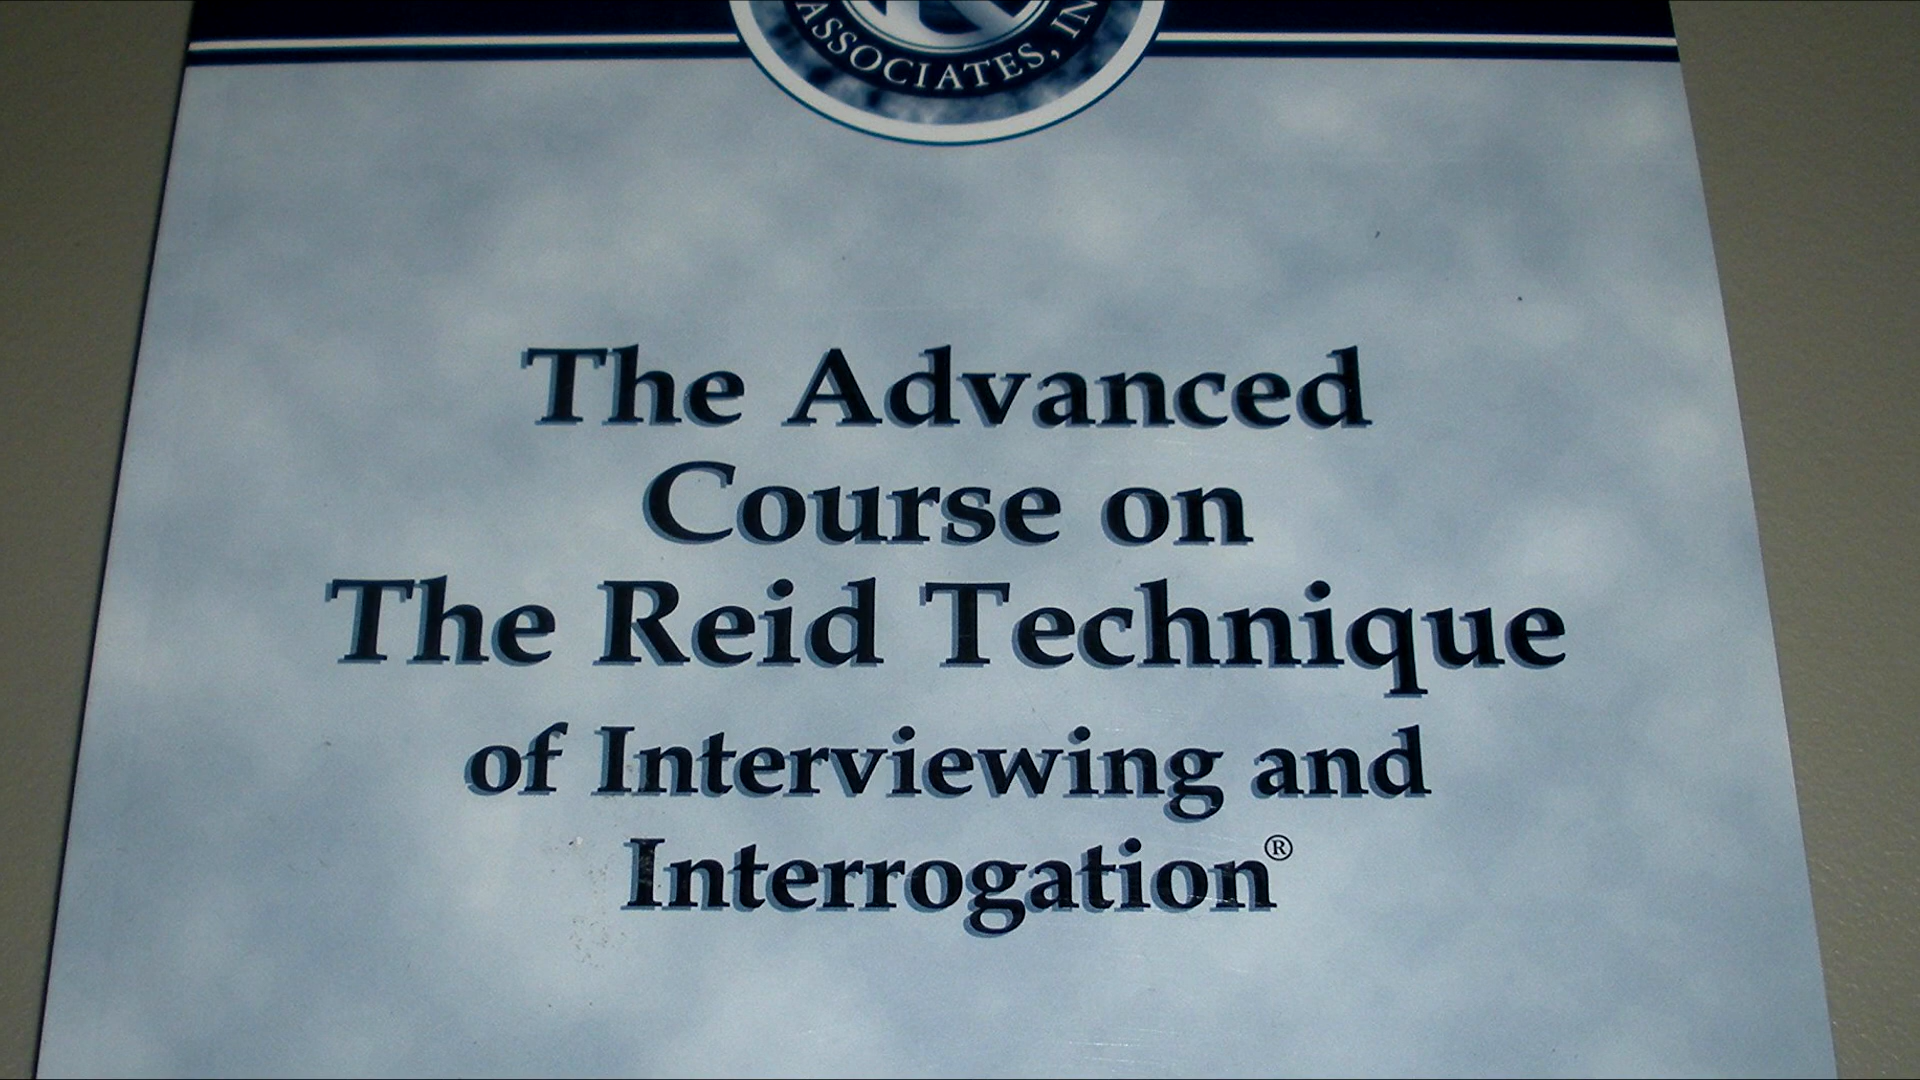 ASSOCIATES, IN
The Advanced
Course on
The Reid Technique
of Interviewing and
Interrogation®